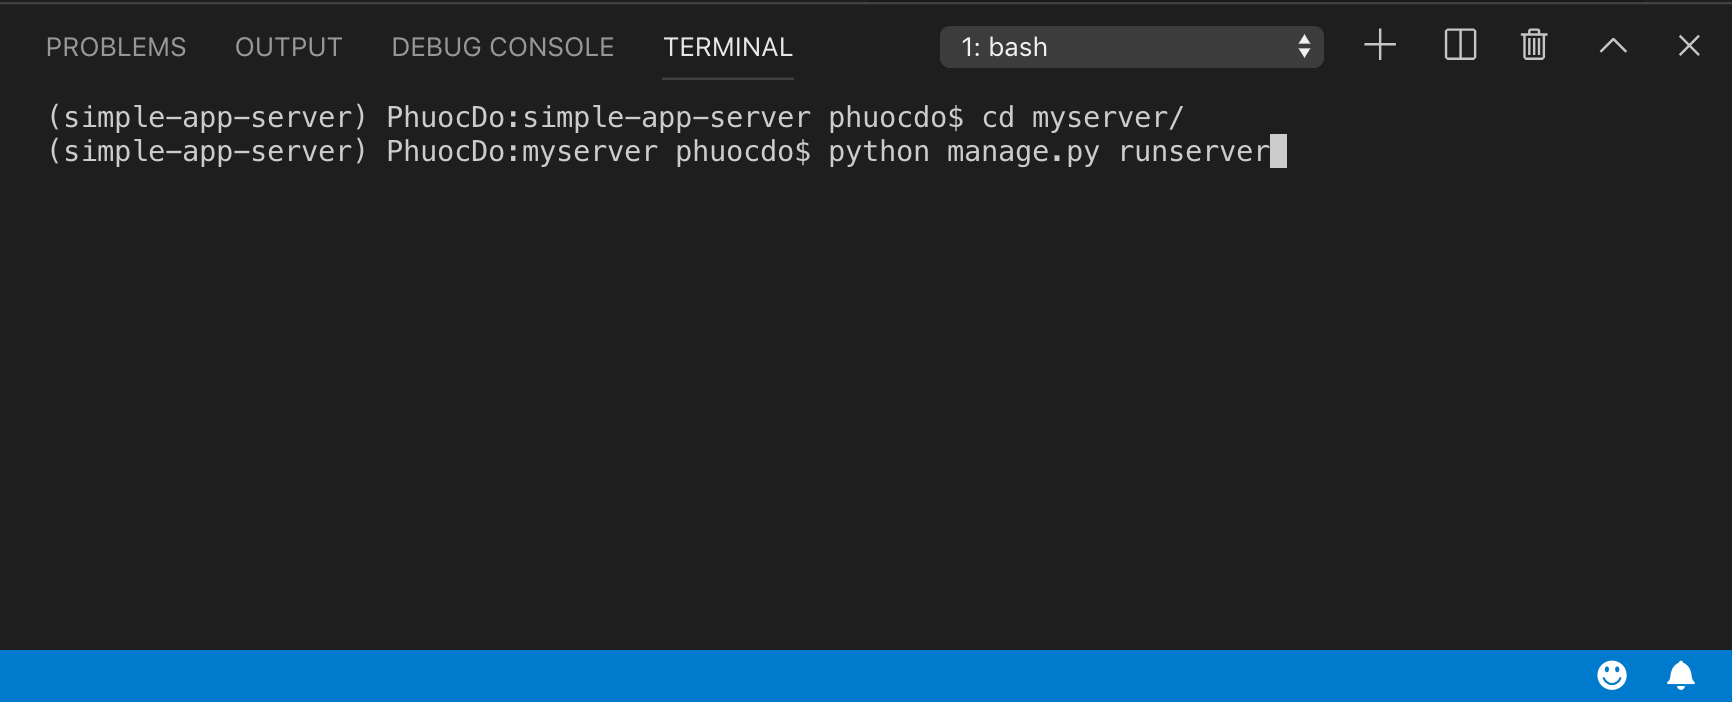 PROBLEMS OUTPUT DEBUG CONSOLE TERMINAL 1: bash
(simple-app-server) PhuocDo:simple-app-server phuocdo$ cd myserver/
(simple-app-server) PhuocDo:myserver phuocdo$ python manage.py runserver